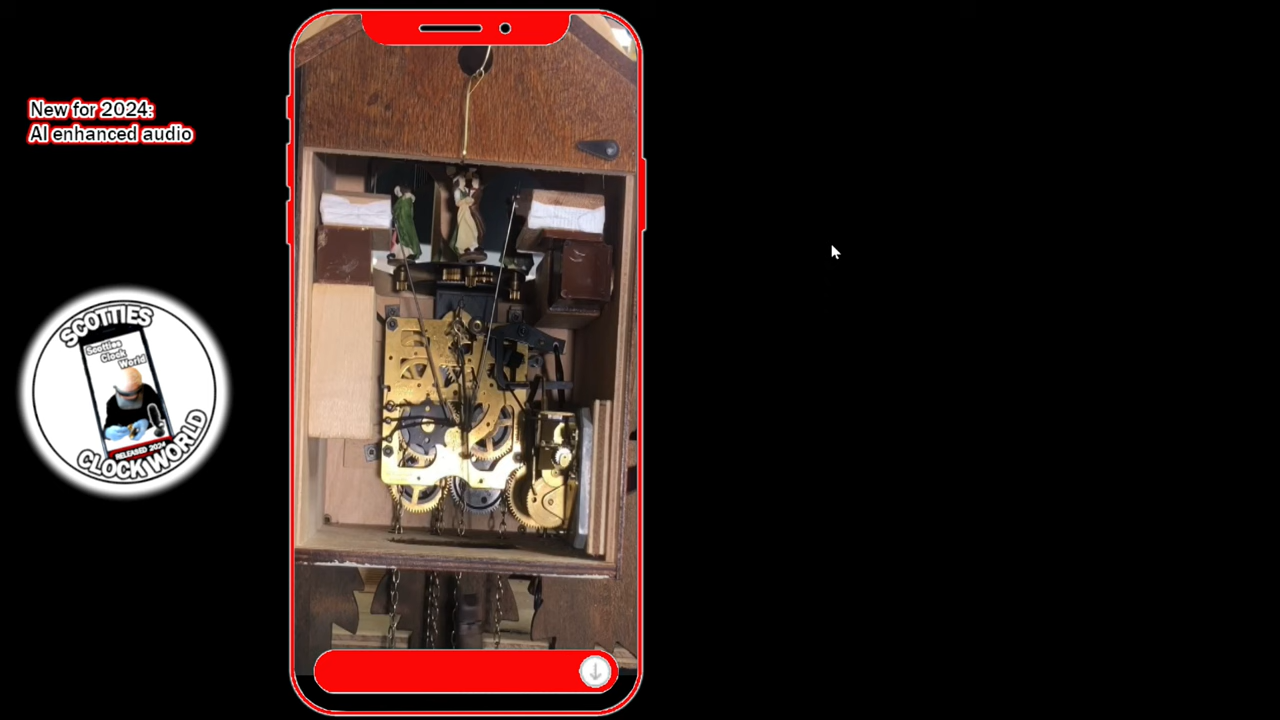 New for 2024:
AI enhanced audio
SCOTTIES
Scotties
Clock
World
RELEASED 2024
CLOCK WORLD